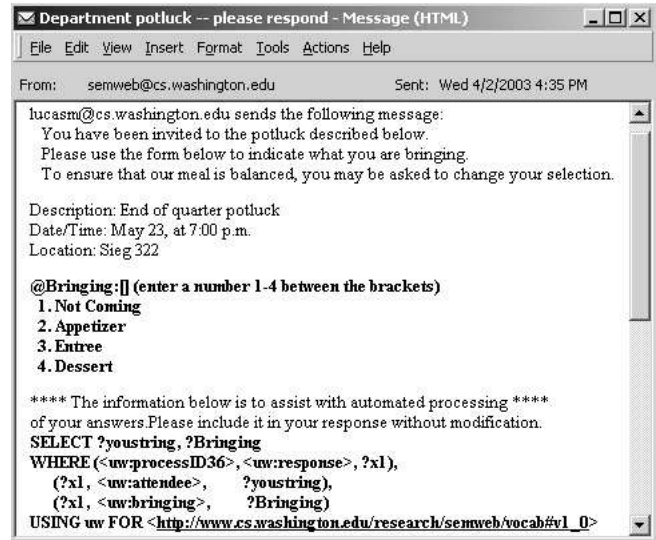 Department potluck -- please respond - Message (HTML)
File Edit View Insert Format Tools Actions Help
From: semweb@cs.washington.edu Sent: Wed 4/2/2003 4:35 PM
lucasm@cs.washington.edu sends the following message:
You have been invited to the potluck described below.
Please use the form below to indicate what you are bringing.
To ensure that our meal is balanced, you may be asked to change your selection.
Description: End of quarter potluck
Date/Time: May 23, at 7:00 p.m.
Location: Sieg 322
@Bringing:[] (enter a number 1-4 between the brackets)
1. Not Coming
2. Appetizer
3. Entree
4. Dessert
**** The information below is to assist with automated processing ****
of your answers.Please include it in your response without modification.
SELECT ?youstring, ?Bringing
WHERE (<uw:processID36>, <uw:response>, ?x1),
(?x1, <uw:attendee>, ?youstring),
(?x1, <uw:bringing>, ?Bringing)
USING uw FOR <http://www.cs.washington.edu/research/semweb/vocab#v1_0>